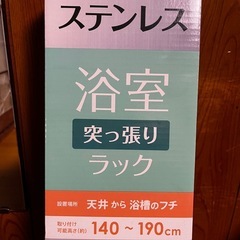 ステンレス
浴室
突っ張り
ラック
設置場所 天井から浴槽のフチ
取り付け
可能高さ(約) 140～190cm